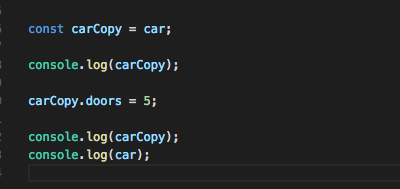 const carCopy = car;
console.log(carCopy);
carCopy.doors = 5;
console.log(carCopy);
console.log(car);